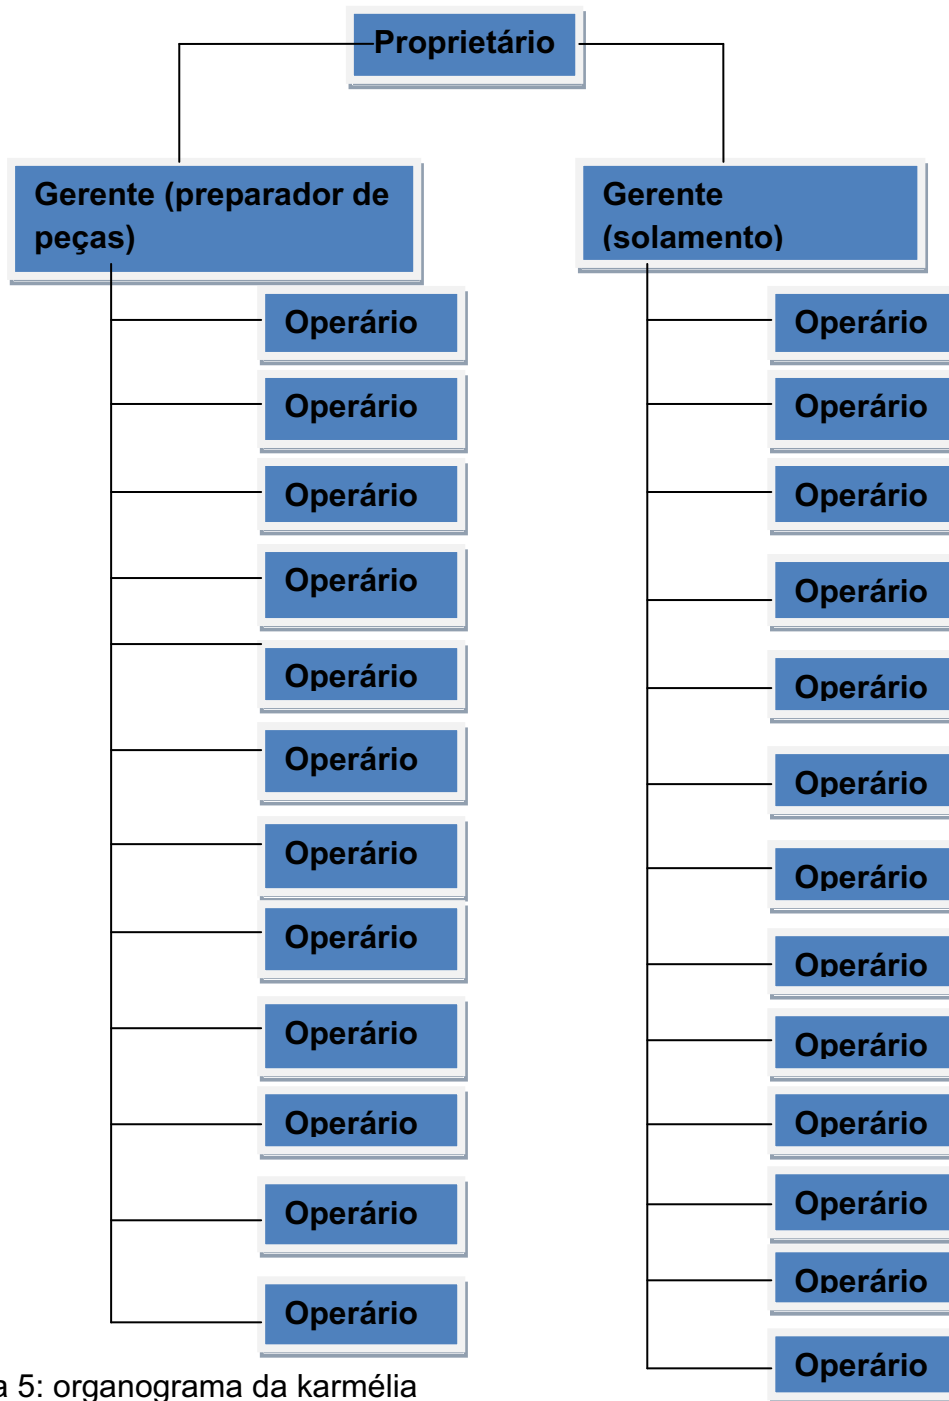 Proprietário
Gerente (preparador de
peças)
Operário
Operário
Operário
Operário
Operário
Operário
Operário
Operário
Operário
Operário
Operário
Operário
Gerente
(solamento)
Operário
Operário
Operário
Operário
Operário
Operário
Operário
Operário
Operário
Operário
Operário
Operário
Operário
a 5: organograma da karmélia